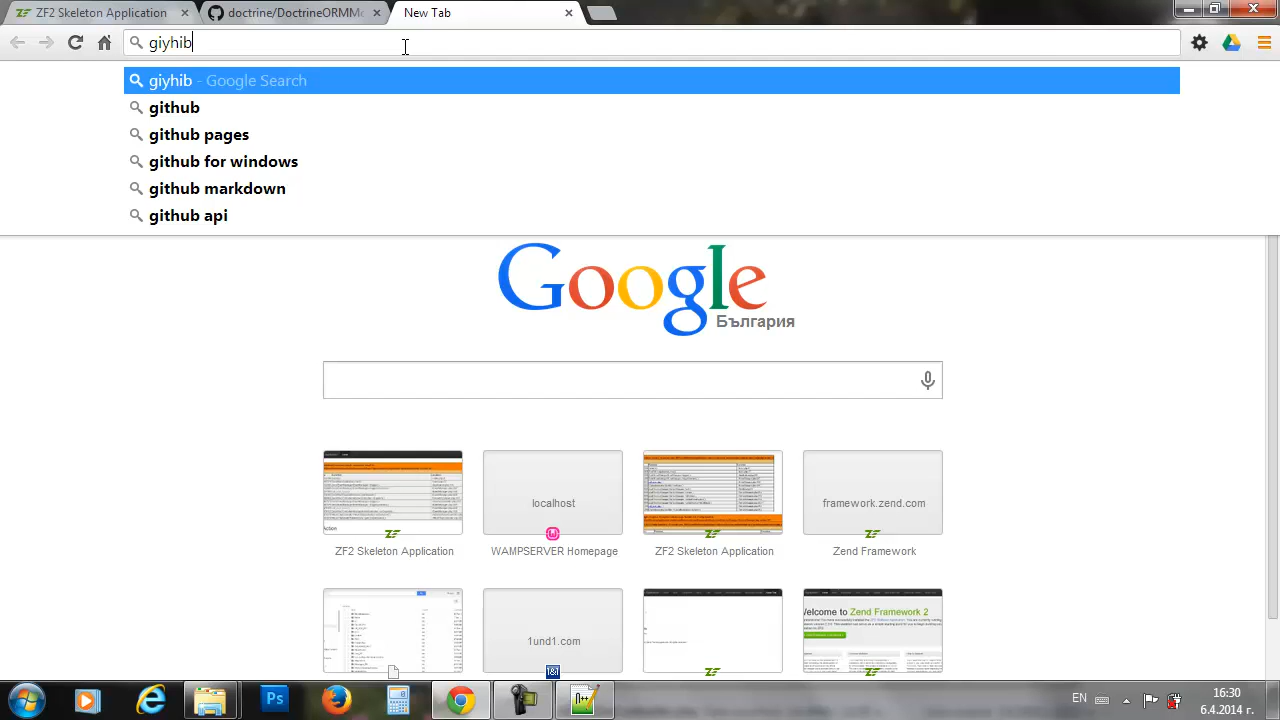 ZF2 Skeleton Application
doctrine/DoctrineORMMo
New Tab
giyhib
giyhib - Google Search
github
github pages
github for windows
github markdown
github api
Google
България
localhost
framework.zend.com
ZF2 Skeleton Application
WAMPSERVER Homepage
ZF2 Skeleton Application
Zend Framework
Welcome to Zend Framework 2
Ps
EN
16:30
6.4.2014 г.